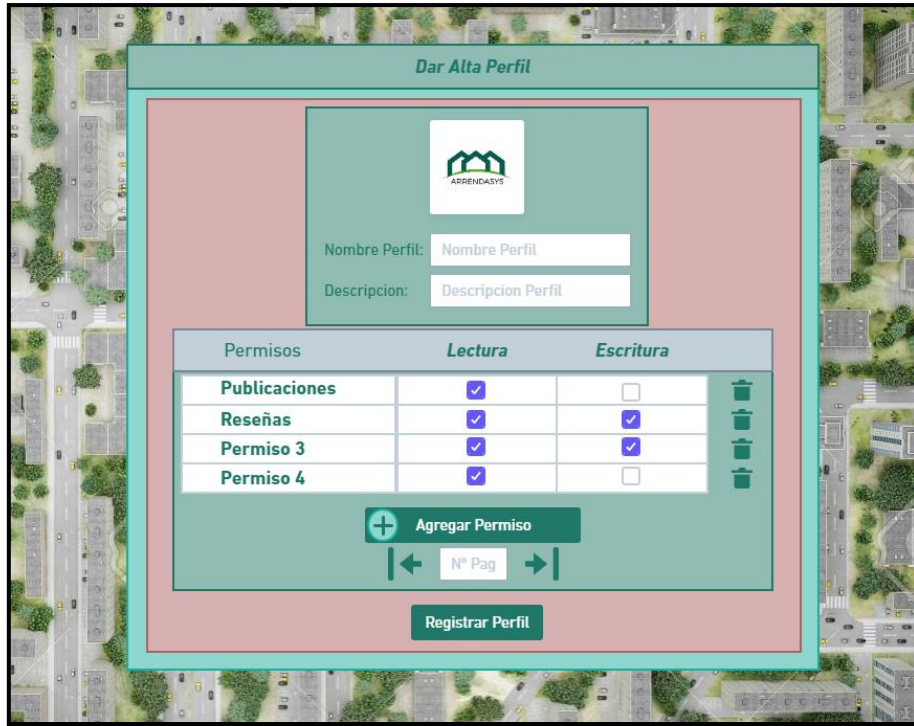 Dar Alta Perfil
ARRENDASYS
Nombre Perfil: Nombre Perfil
Descripcion: Descripcion Perfil
Permisos Lectura Escritura
Publicaciones
Reseñas
Permiso 3
Permiso 4
Agregar Permiso
N° Pag
Registrar Perfil